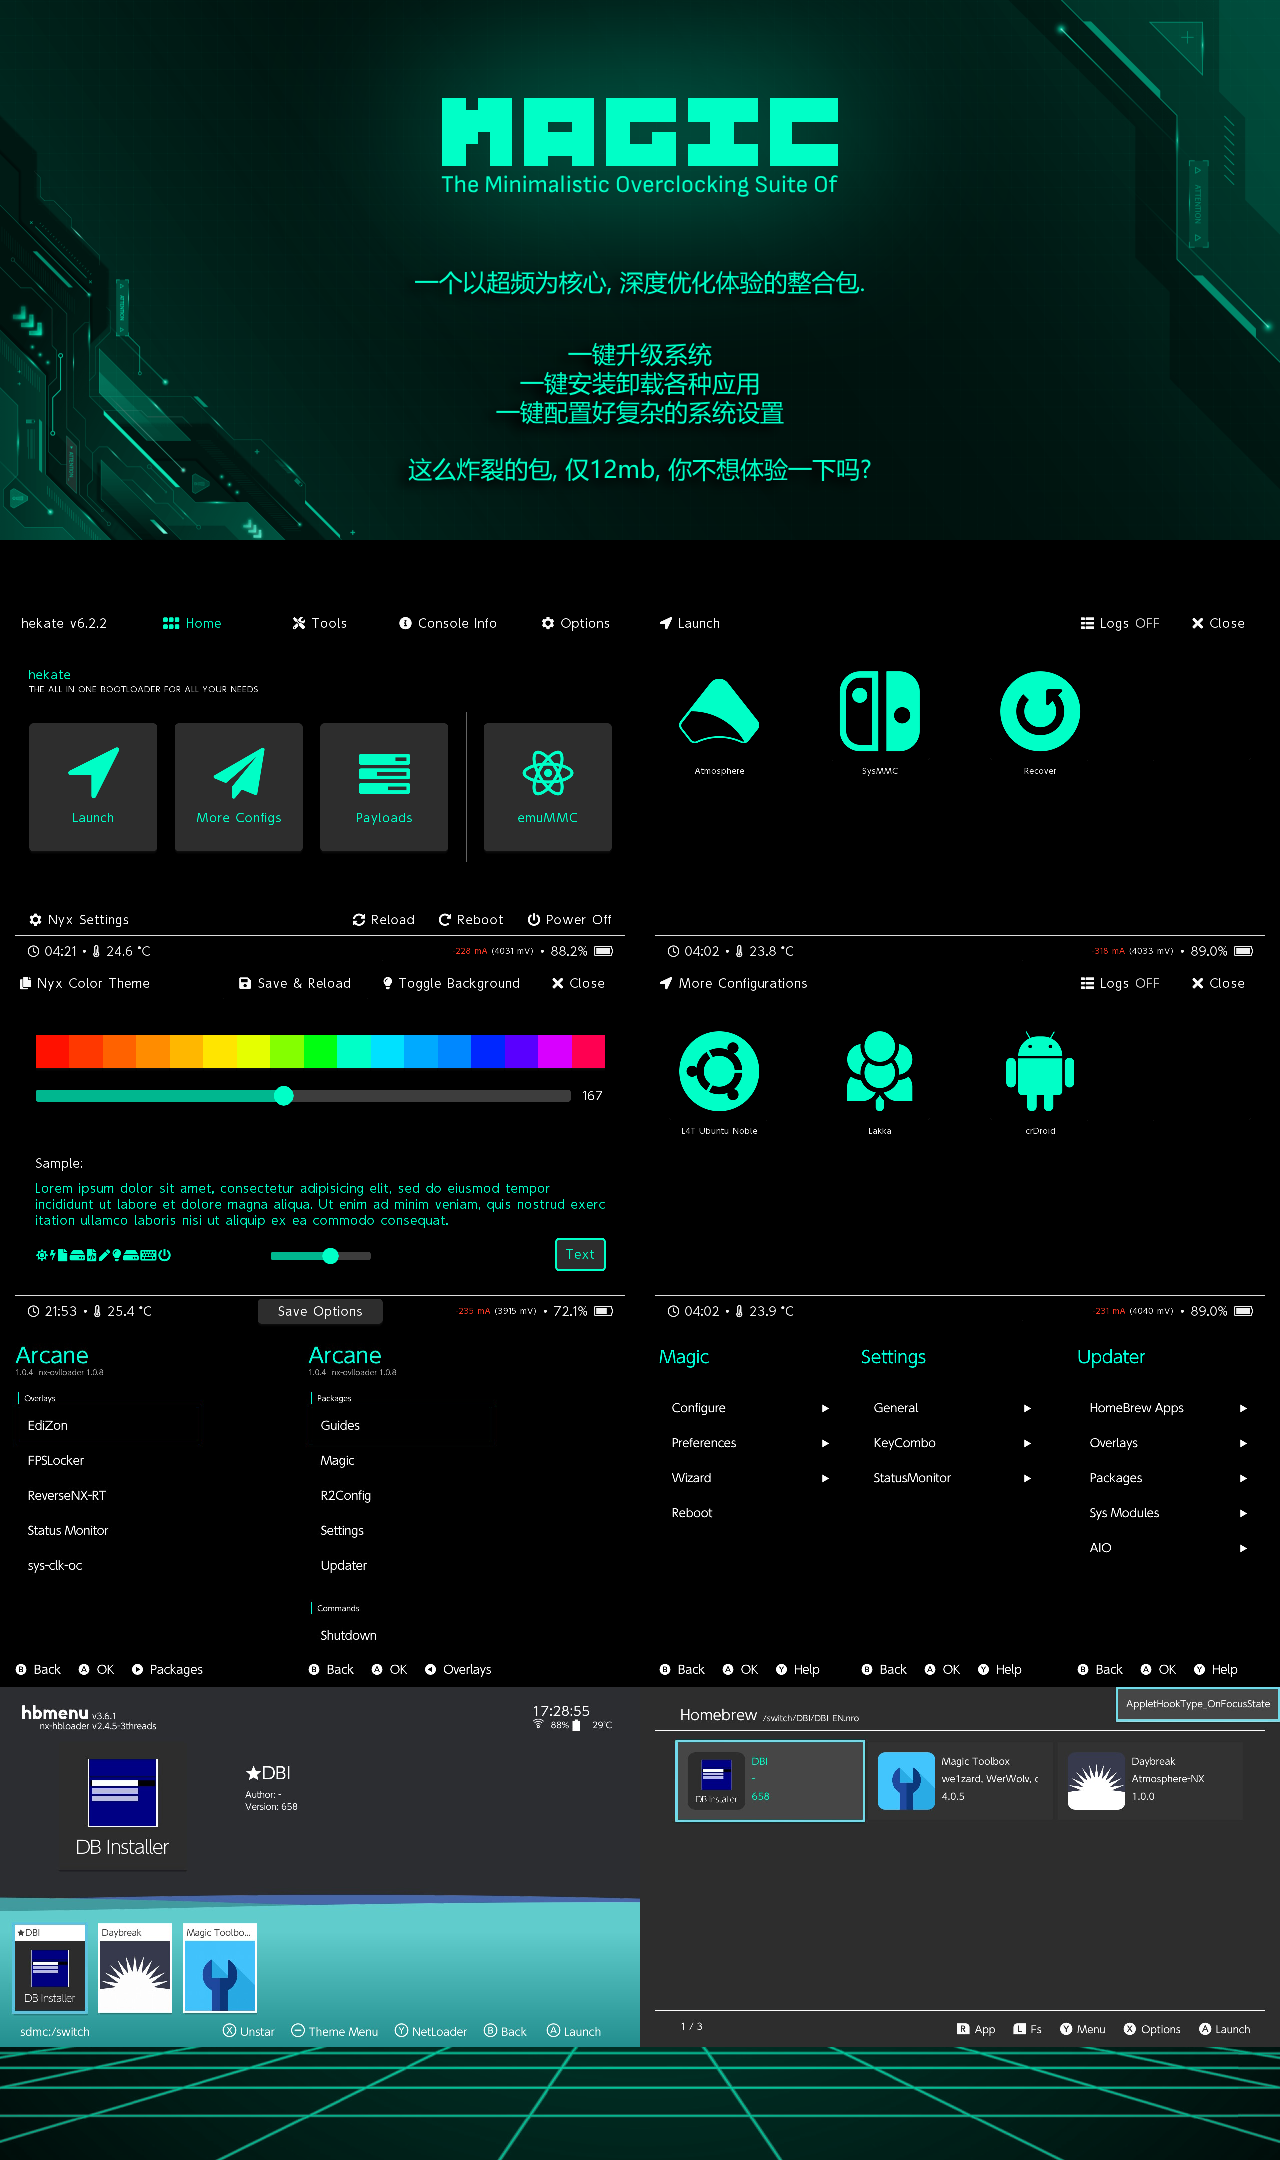 MAGIC
The Minimalistic Overclocking Suite Of
一个以超频为核心, 深度优化体验的整合包.
一键升级系统
一键安装卸载各种应用
一键配置好复杂的系统设置
这么炸裂的包, 仅12mb, 你不想体验一下吗?
hekate v6.2.2
Home
Tools
Console Info
Options
hekate
THE ALL IN ONE BOOTLOADER FOR ALL YOUR NEEDS
Launch
More Configs
Payloads
emuMMC
Nyx Settings
Reload
Reboot
Power Off
04:21 • 24.6 °C
-228 mA (4031 mV) • 88.2%
Launch
Logs OFF
Close
Atmosphere
SysMMC
Recover
04:02 • 23.8 °C
-318 mA (4033 mV) • 89.0%
Nyx Color Theme
Save & Reload
Toggle Background
Close
167
Sample:
Lorem ipsum dolor sit amet, consectetur adipisicing elit, sed do eiusmod tempor
incididunt ut labore et dolore magna aliqua. Ut enim ad minim veniam, quis nostrud exerc
itation ullamco laboris nisi ut aliquip ex ea commodo consequat.
Text
21:53 • 25.4 °C
Save Options
-235 mA (3915 mV) • 72.1%
More Configurations
Logs OFF
Close
L4T Ubuntu Noble
Lakka
crDroid
04:02 • 23.9 °C
-231 mA (4040 mV) • 89.0%
Arcane
1.0.4 nx-ovlloader 1.0.8
Overlays
EdiZon
FPSLocker
ReverseNX-RT
Status Monitor
sys-clk-oc
B Back
A OK
Packages
Arcane
1.0.4 nx-ovlloader 1.0.8
Packages
Guides
Magic
R2Config
Settings
Updater
Commands
Shutdown
B Back
A OK
Overlays
Magic
Configure
Preferences
Wizard
Reboot
B Back
A OK
Y Help
Settings
General
KeyCombo
StatusMonitor
B Back
A OK
Y Help
Updater
HomeBrew Apps
Overlays
Packages
Sys Modules
AIO
B Back
A OK
Y Help
hbmenu v3.6.1
nx-hbloader v2.4.5-3threads
17:28:55
88% 29°C
DB Installer
★DBI
Author: -
Version: 658
★DBI
DB Installer
Daybreak
Magic Toolbo...
sdmc:/switch
X Unstar
Theme Menu
Y NetLoader
B Back
A Launch
AppletHookType_OnFocusState
Homebrew /switch/DBI/DBI_EN.nro
DB Installer
DBI
-
658
Magic Toolbox
we1zard, WerWolv, c
4.0.5
Daybreak
Atmosphere-NX
1.0.0
1 / 3
R App
L Fs
Y Menu
X Options
A Launch